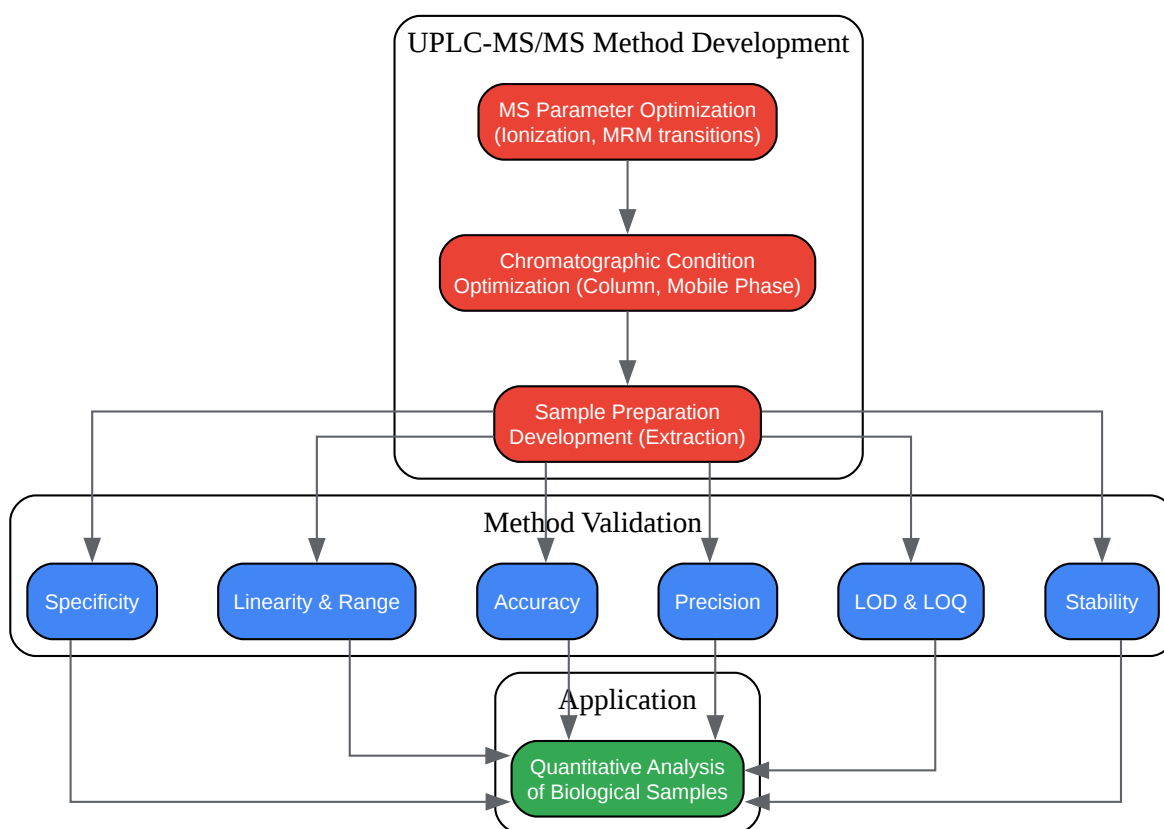 UPLC-MS/MS Method Development
MS Parameter Optimization
(Ionization, MRM transitions)
Chromatographic Condition
Optimization (Column, Mobile Phase)
Sample Preparation
Development (Extraction)
Method Validation
Specificity
Linearity & Range
Accuracy
Precision
LOD & LOQ
Stability
Application
Quantitative Analysis
of Biological Samples